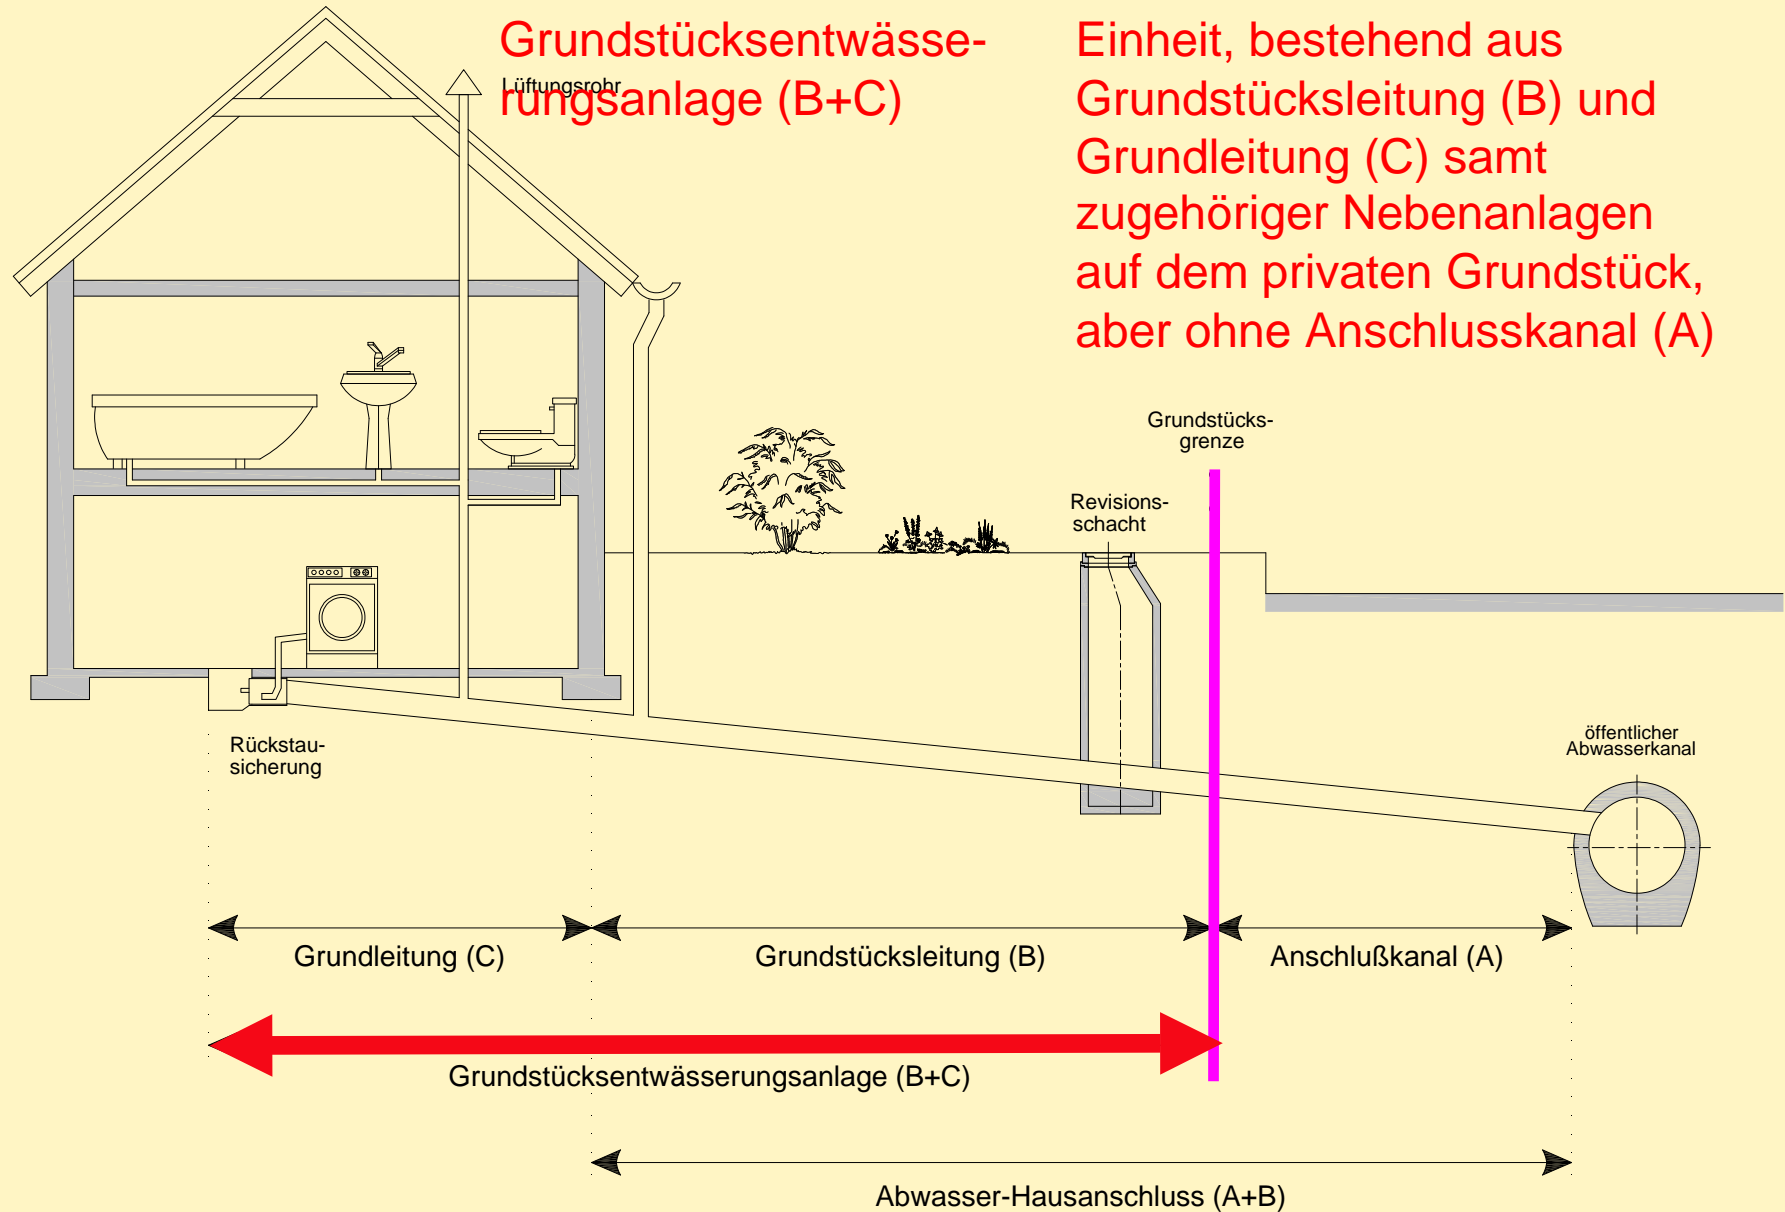 Grundstücksentwässe-
rungsanlage (B+C)
Lüftungsrohr
Einheit, bestehend aus
Grundstücksleitung (B) und
Grundleitung (C) samt
zugehöriger Nebenanlagen
auf dem privaten Grundstück,
aber ohne Anschlusskanal (A)
Grundstücks-
grenze
Revisions-
schacht
Rückstau-
sicherung
öffentlicher
Abwasserkanal
Grundleitung (C)
Grundstücksleitung (B)
Anschlußkanal (A)
Grundstücksentwässerungsanlage (B+C)
Abwasser-Hausanschluss (A+B)